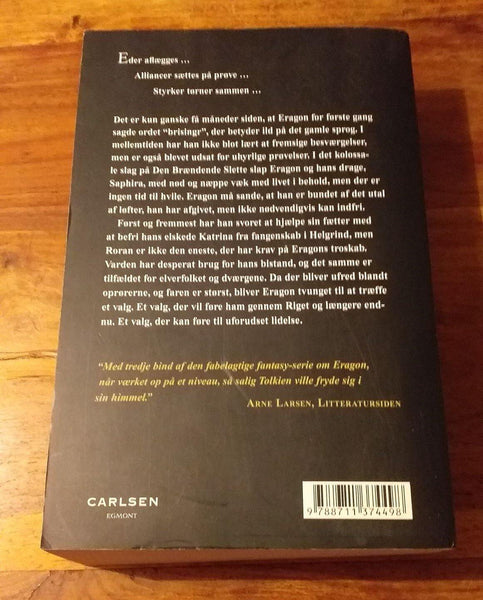 Eder aflægges ...
Alliancer sættes på prøve ...
Styrker tørner sammen ...
Det er kun ganske få måneder siden, at Eragon for første gang
sagde ordet "brisingr", der betyder ild på det gamle sprog. I
mellemtiden har han ikke blot lært at fremsige besværgelser,
men er også blevet udsat for uhyrlige prøvelser. I det kolossa-
le slag på Den Brændende Slette slap Eragon og hans drage,
Saphira, med nød og næppe væk med livet i behold, men der er
ingen tid til hvile. Eragon må sande, at han er bundet af det utal
af løfter, han har afgivet, men ikke nødvendigvis kan indfri.
Først og fremmest har han svoret at hjælpe sin fætter med
at befri hans elskede Katrina fra fangenskab i Helgrind, men
Roran er ikke den eneste, der har krav på Eragons troskab.
Varden har desperat brug for hans bistand, og det samme er
tilfældet for elverfolket og dværgene. Da der bliver ufred blandt
oprørerne, og faren er størst, bliver Eragon tvunget til at træffe
et valg. Et valg, der vil føre ham gennem Riget og længere end-
nu. Et valg, der kan føre til uforudset lidelse.
"Med tredje bind af den fabelagtige fantasy-serie om Eragon,
når værket op på et niveau, så salig Tolkien ville fryde sig i
sin himmel."
ARNE LARSEN, LITTERATURSIDEN
CARLSEN
EGMONT
9 788711 374498